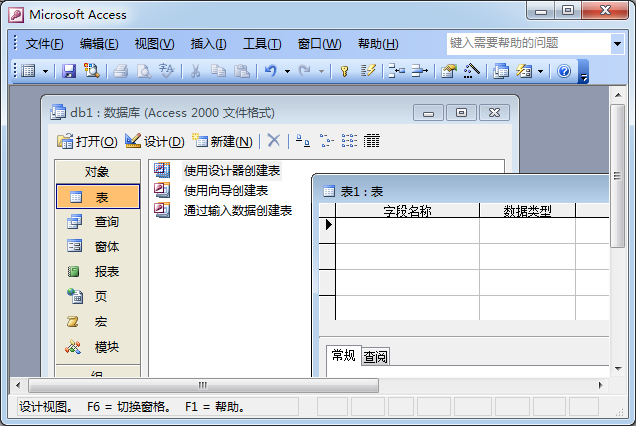 Microsoft Access
文件(F) 编辑(E) 视图(V) 插入(I) 工具(T) 窗口(W) 帮助(H) 键入需要帮助的问题
db1 : 数据库 (Access 2000 文件格式)
打开(O) 设计(D) 新建(N)
对象
表
查询
窗体
报表
页
宏
模块
使用设计器创建表
使用向导创建表
通过输入数据创建表
表1 : 表
字段名称 数据类型
常规 查阅
设计视图。 F6 = 切换窗格。 F1 = 帮助。